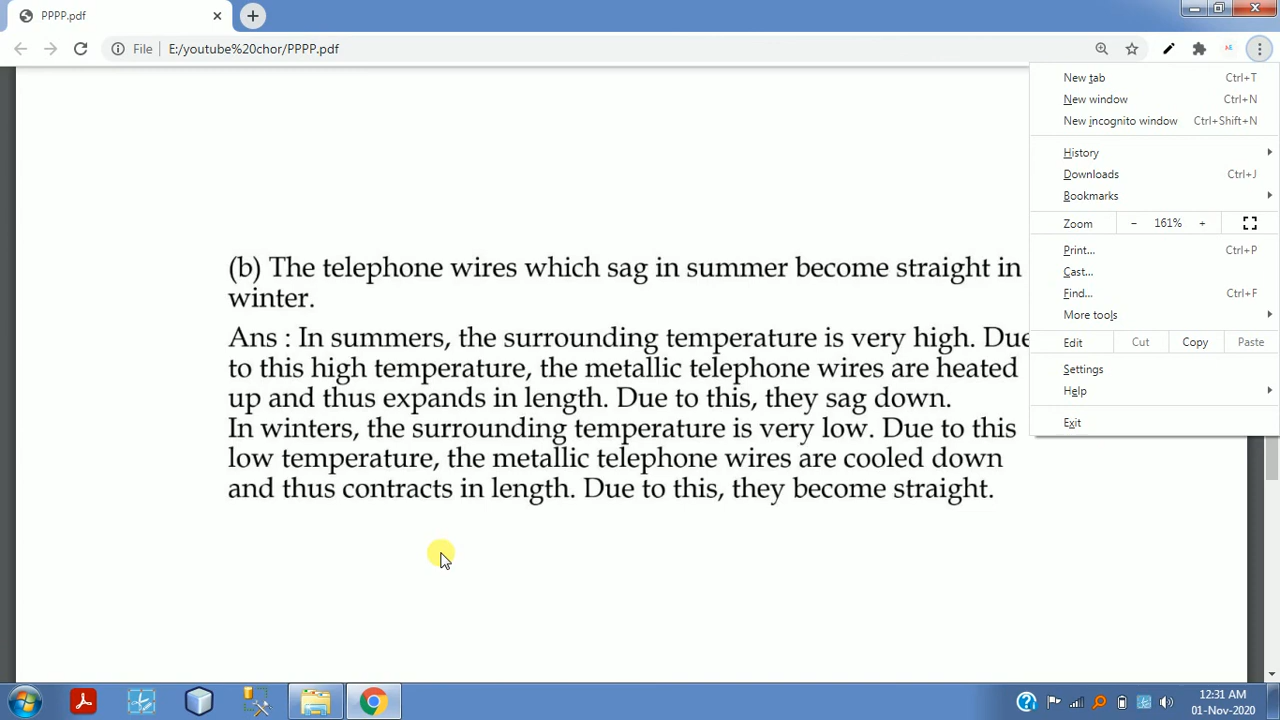 PPPP.pdf
File
E:/youtube%20chor/PPPP.pdf
New tab Ctrl+T
New window Ctrl+N
New incognito window Ctrl+Shift+N
History
Downloads Ctrl+J
Bookmarks
Zoom - 161% +
Print... Ctrl+P
Cast...
Find... Ctrl+F
More tools
Edit Cut Copy Paste
Settings
Help
Exit
(b) The telephone wires which sag in summer become straight in
winter.
Ans : In summers, the surrounding temperature is very high. Due
to this high temperature, the metallic telephone wires are heated
up and thus expands in length. Due to this, they sag down.
In winters, the surrounding temperature is very low. Due to this
low temperature, the metallic telephone wires are cooled down
and thus contracts in length. Due to this, they become straight.
12:31 AM
01-Nov-2020